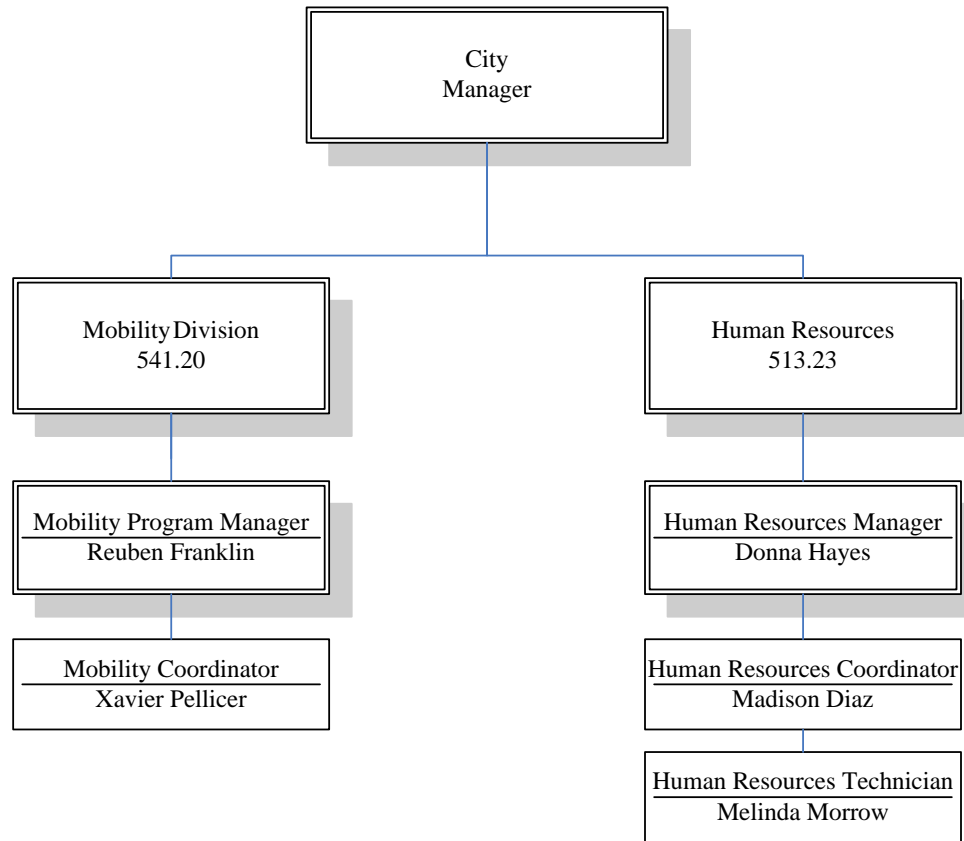 City
Manager
Mobility Division
541.20
Human Resources
513.23
Mobility Program Manager
Reuben Franklin
Human Resources Manager
Donna Hayes
Mobility Coordinator
Xavier Pellicer
Human Resources Coordinator
Madison Diaz
Human Resources Technician
Melinda Morrow